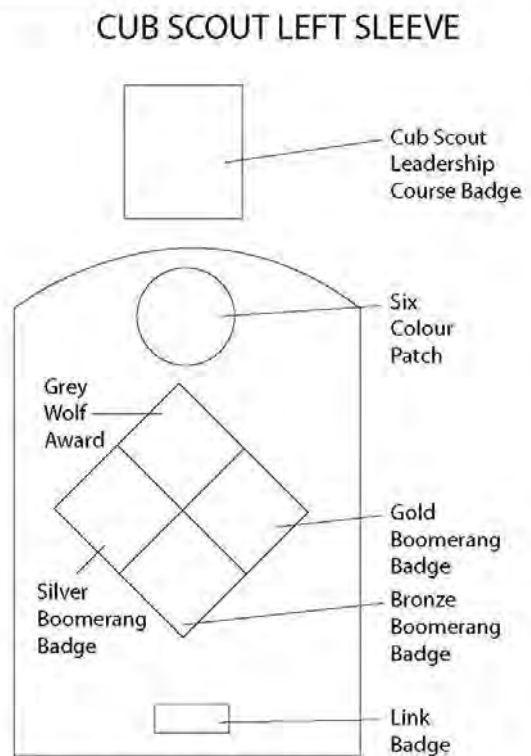 CUB SCOUT LEFT SLEEVE
Cub Scout
Leadership
Course Badge
Six
Colour
Patch
Grey
Wolf
Award
Gold
Boomerang
Badge
Silver
Boomerang
Badge
Bronze
Boomerang
Badge
Link
Badge